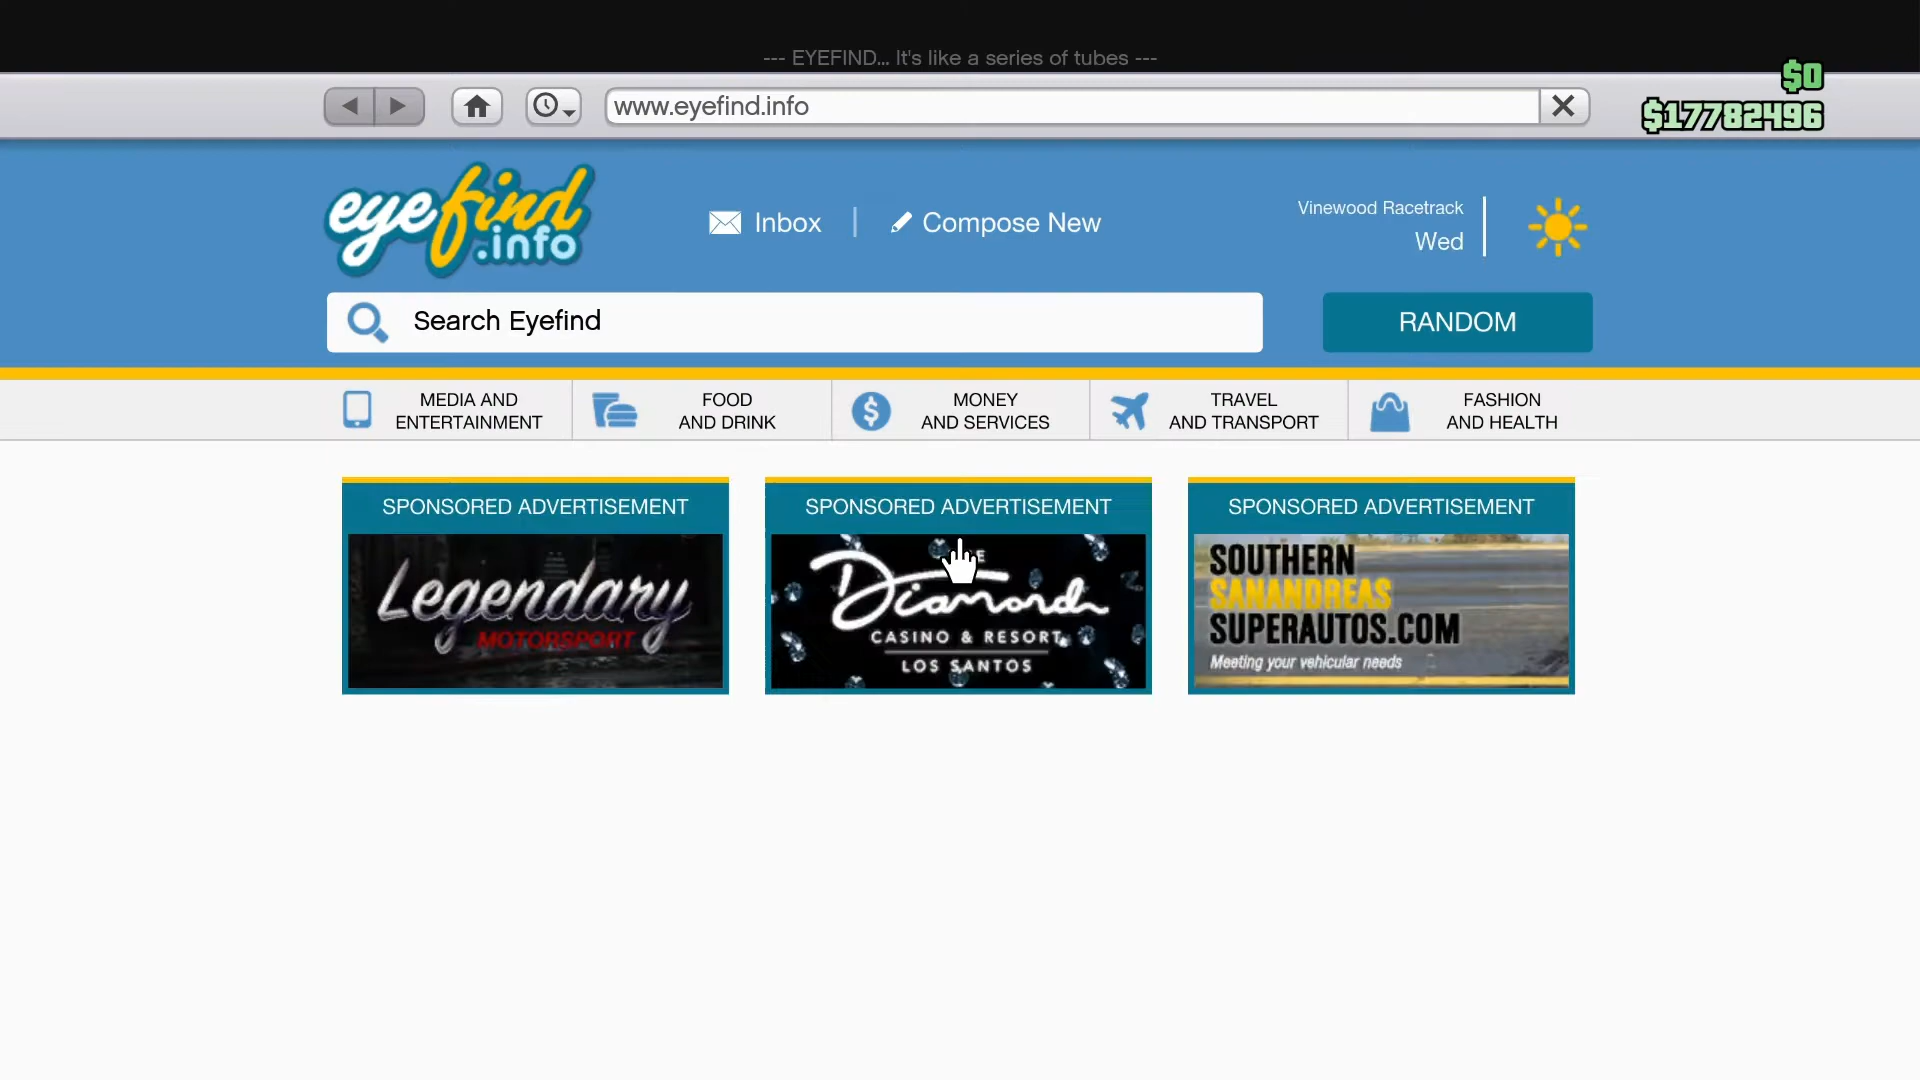 --- EYEFIND... It's like a series of tubes ---
$0
www.eyefind.info
$17782496
eyefind
.info
Inbox
Compose New
Vinewood Racetrack
Wed
Search Eyefind
RANDOM
MEDIA AND
ENTERTAINMENT
FOOD
AND DRINK
MONEY
AND SERVICES
TRAVEL
AND TRANSPORT
FASHION
AND HEALTH
SPONSORED ADVERTISEMENT
Legendary
MOTORSPORT
SPONSORED ADVERTISEMENT
Diamond
CASINO & RESORT
LOS SANTOS
SPONSORED ADVERTISEMENT
SOUTHERN
SANANDREAS
SUPERAUTOS.COM
Meeting your vehicular needs